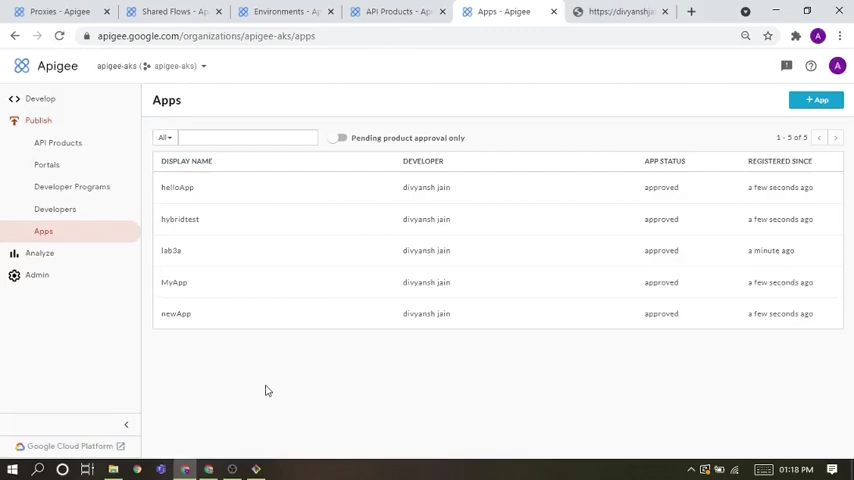 Proxies - Apigee
Shared Flows - Apigee
Environments - Ap
API Products - Ap
Apps - Apigee
https://divyanshja
apigee.google.com/organizations/apigee-aks/apps
A
Apigee
apigee-aks ( apigee-aks)
A
Develop
Publish
API Products
Portals
Developer Programs
Developers
Apps
Analyze
Admin
Google Cloud Platform
Apps
+ App
All
Pending product approval only
1 - 5 of 5
DISPLAY NAME DEVELOPER APP STATUS REGISTERED SINCE
helloApp divyansh jain approved a few seconds ago
hybridtest divyansh jain approved a few seconds ago
lab3a divyansh jain approved a minute ago
MyApp divyansh jain approved a few seconds ago
newApp divyansh jain approved a few seconds ago
01:18 PM